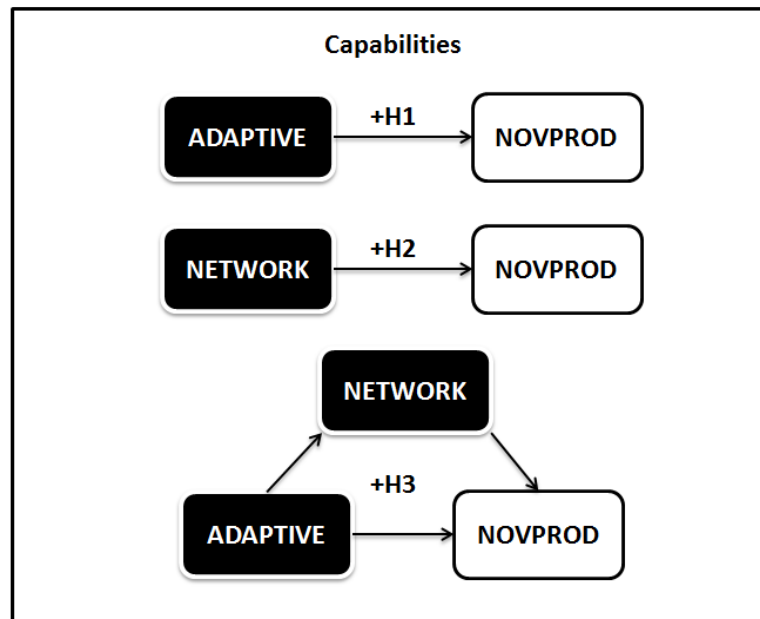 Capabilities
+H1
ADAPTIVE NOVPROD
+H2
NETWORK NOVPROD
NETWORK
+H3
ADAPTIVE NOVPROD